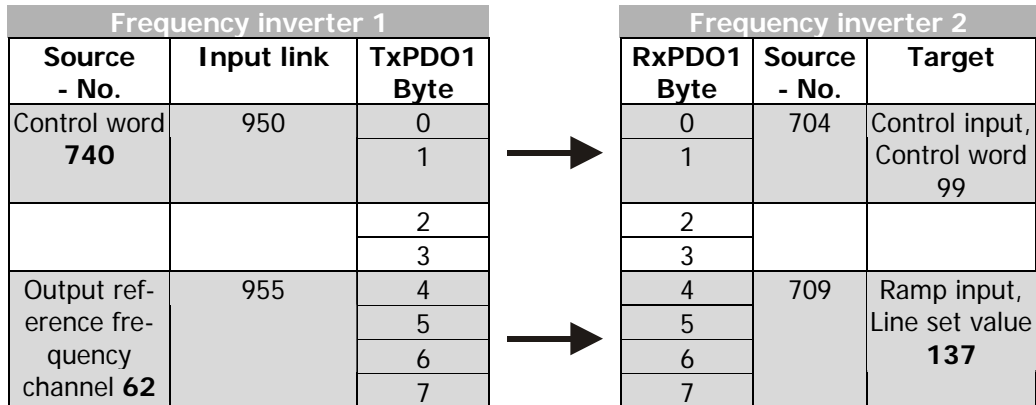 Frequency inverter 1
Source - No.
Input link
TxPDO1 Byte
Control word 740
950
0
1
2
3
Output ref-
erence fre-
quency
channel 62
955
4
5
6
7
Frequency inverter 2
RxPDO1 Byte
Source - No.
Target
0
1
704
Control input,
Control word
99
2
3
4
5
6
7
709
Ramp input,
Line set value
137